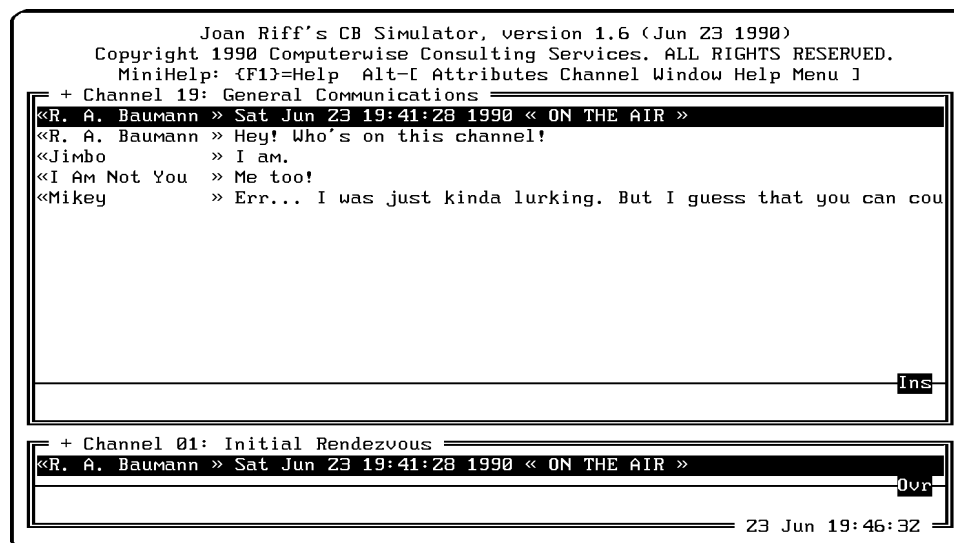 Joan Riff's CB Simulator, version 1.6 (Jun 23 1990)
Copyright 1990 Computerwise Consulting Services. ALL RIGHTS RESERVED.
MiniHelp: {F1}=Help  Alt-[ Attributes Channel Window Help Menu ]
+ Channel 19: General Communications
«R. A. Baumann » Sat Jun 23 19:41:28 1990 « ON THE AIR »
«R. A. Baumann » Hey! Who's on this channel!
«Jimbo         » I am.
«I Am Not You  » Me too!
«Mikey         » Err... I was just kinda lurking. But I guess that you can cou
Ins
+ Channel 01: Initial Rendezvous
«R. A. Baumann » Sat Jun 23 19:41:28 1990 « ON THE AIR »
Ovr
23 Jun 19:46:32